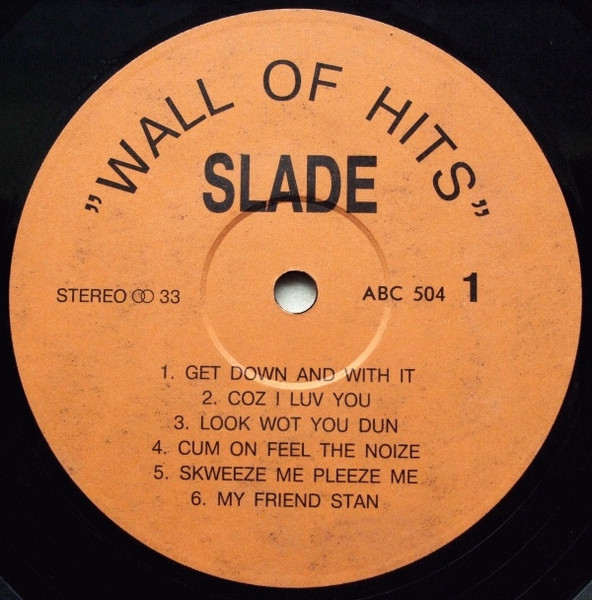 "WALL OF HITS"
SLADE
STEREO ⚭ 33
ABC 504 1
1. GET DOWN AND WITH IT
2. COZ I LUV YOU
3. LOOK WOT YOU DUN
4. CUM ON FEEL THE NOIZE
5. SKWEEZE ME PLEEZE ME
6. MY FRIEND STAN